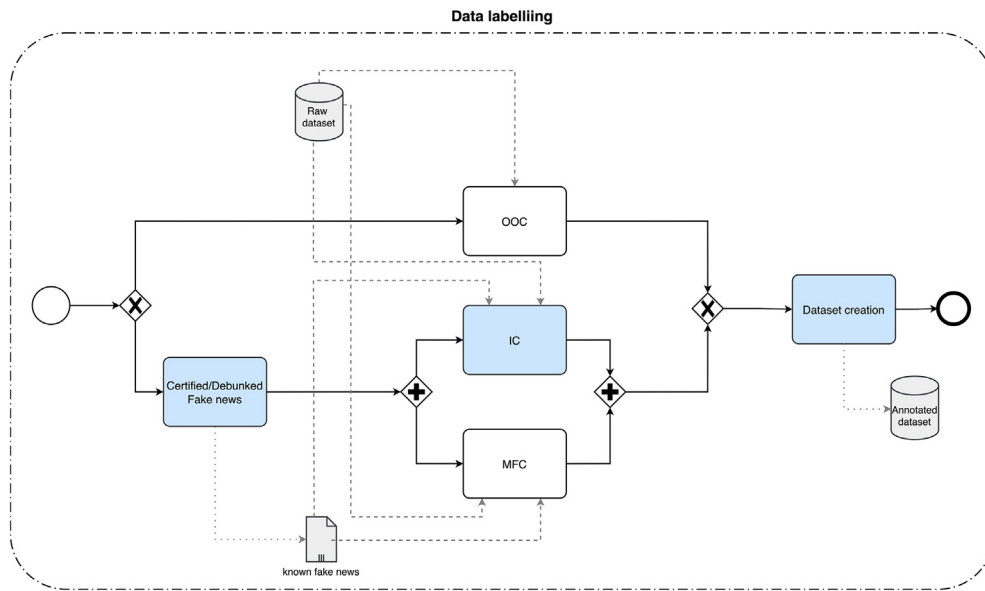 Data labelliing
Raw
dataset
OOC
IC
Dataset creation
Certified/Debunked
Fake news
Annotated
dataset
MFC
known fake news